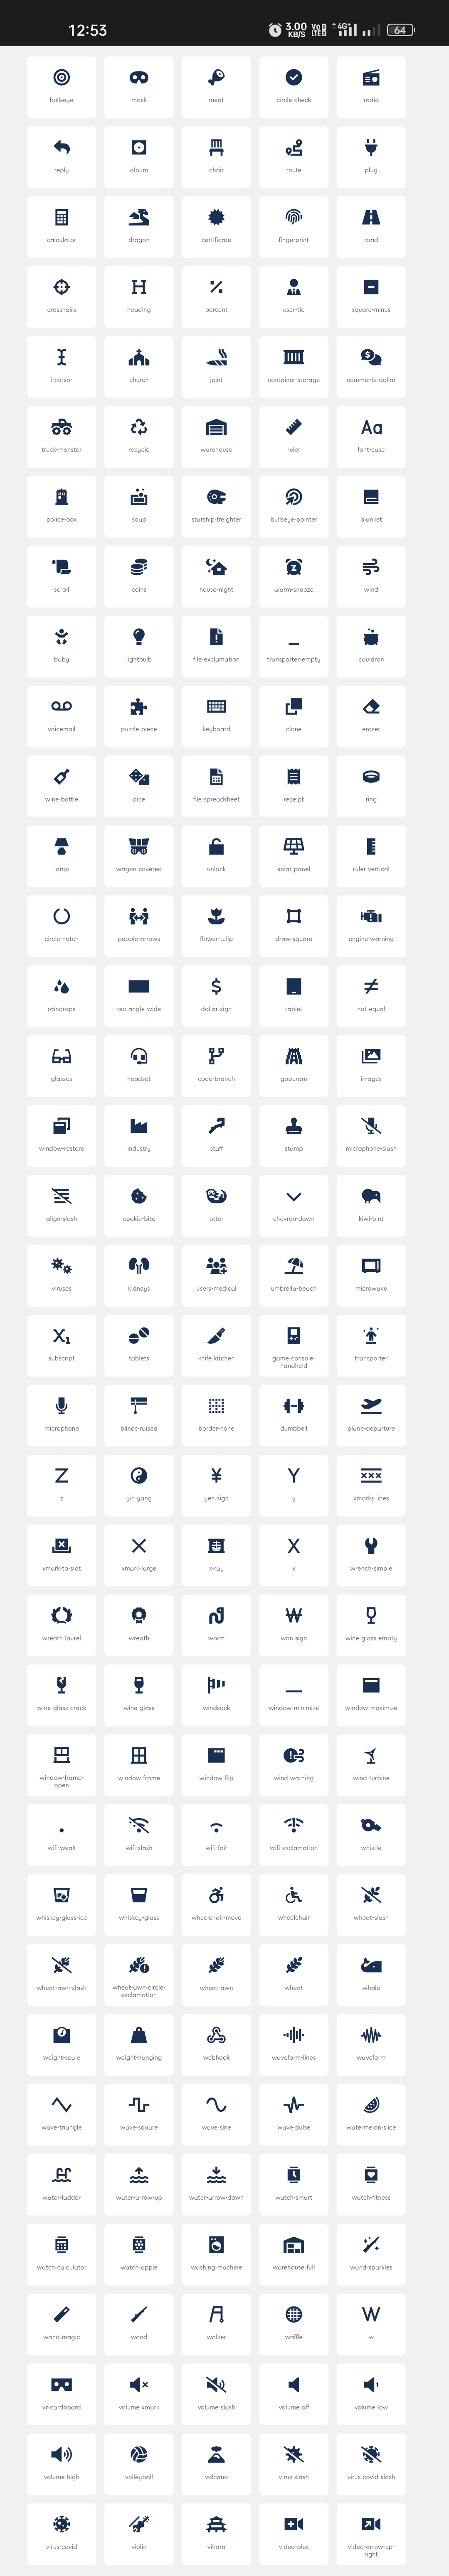 12:53 3.00 KB/S Vo) LTE 4G 64
bullseye mask meat circle-check radio
reply album chair route plug
calculator dragon certificate fingerprint road
crosshairs heading percent user-tie square-minus
i-cursor church joint container-storage comments-dollar
truck-monster recycle warehouse ruler font-case
police-box soap starship-freighter bullseye-pointer blanket
scroll coins house-night alarm-snooze wind
baby lightbulb file-exclamation transporter-empty cauldron
voicemail puzzle-piece keyboard clone eraser
wine-bottle dice file-spreadsheet receipt ring
lamp wagon-covered unlock solar-panel ruler-vertical
circle-notch people-arrows flower-tulip draw-square engine-warning
raindrops rectangle-wide dollar-sign tablet not-equal
glasses headset code-branch gopuram images
window-restore industry staff stamp microphone-slash
align-slash cookie-bite otter chevron-down kiwi-bird
viruses kidneys users-medical umbrella-beach microwave
subscript tablets knife-kitchen game-console- transporter
handheld
microphone blinds-raised border-none dumbbell plane-departure
z yin-yang yen-sign y xmarks-lines
xmark-to-slot xmark-large x-ray x wrench-simple
wreath-laurel wreath worm won-sign wine-glass-empty
wine-glass-crack wine-glass windsock window-minimize window-maximize
window-frame- window-frame window-flip wind-warning wind-turbine
open
wifi-weak wifi-slash wifi-fair wifi-exclamation whistle
whiskey-glass-ice whiskey-glass wheelchair-move wheelchair wheat-slash
wheat-awn-slash wheat-awn-circle- wheat-awn wheat whale
exclamation
weight-scale weight-hanging webhook waveform-lines waveform
wave-triangle wave-square wave-sine wave-pulse watermelon-slice
water-ladder water-arrow-up water-arrow-down watch-smart watch-fitness
watch-calculator watch-apple washing-machine warehouse-full wand-sparkles
wand-magic wand walker waffle w
vr-cardboard volume-xmark volume-slash volume-off volume-low
volume-high volleyball volcano virus-slash virus-covid-slash
virus-covid violin vihara video-plus video-arrow-up-
right